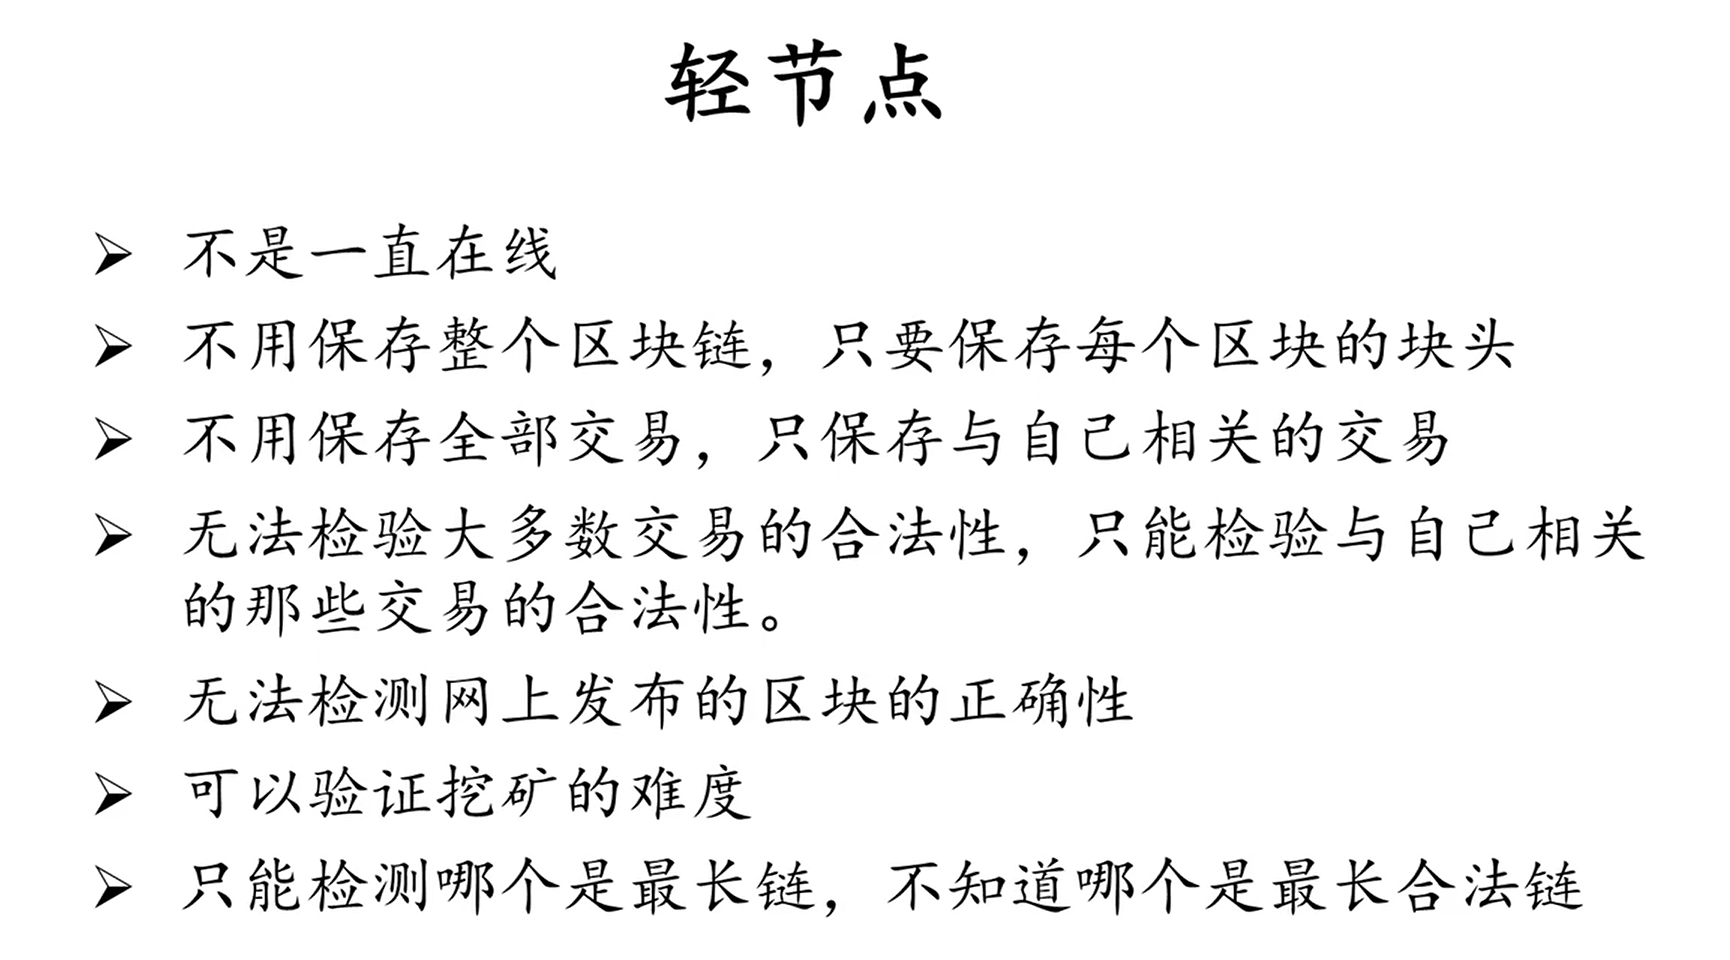 轻节点
不是一直在线
不用保存整个区块链，只要保存每个区块的块头
不用保存全部交易，只保存与自己相关的交易
无法检验大多数交易的合法性，只能检验与自己相关
的那些交易的合法性。
无法检测网上发布的区块的正确性
可以验证挖矿的难度
只能检测哪个是最长链，不知道哪个是最长合法链